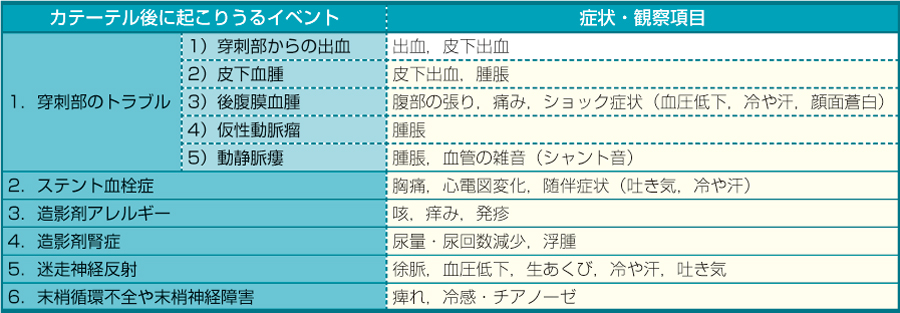 カテーテル後に起こりうるイベント 症状・観察項目
1．穿刺部のトラブル
1）穿刺部からの出血 出血，皮下出血
2）皮下血腫 皮下出血，腫脹
3）後腹膜血腫 腹部の張り，痛み，ショック症状（血圧低下，冷や汗，顔面蒼白）
4）仮性動脈瘤 腫脹
5）動静脈瘻 腫脹，血管の雑音（シャント音）
2．ステント血栓症 胸痛，心電図変化，随伴症状（吐き気，冷や汗）
3．造影剤アレルギー 咳，痒み，発疹
4．造影剤腎症 尿量・尿回数減少，浮腫
5．迷走神経反射 徐脈，血圧低下，生あくび，冷や汗，吐き気
6．末梢循環不全や末梢神経障害 痺れ，冷感・チアノーゼ